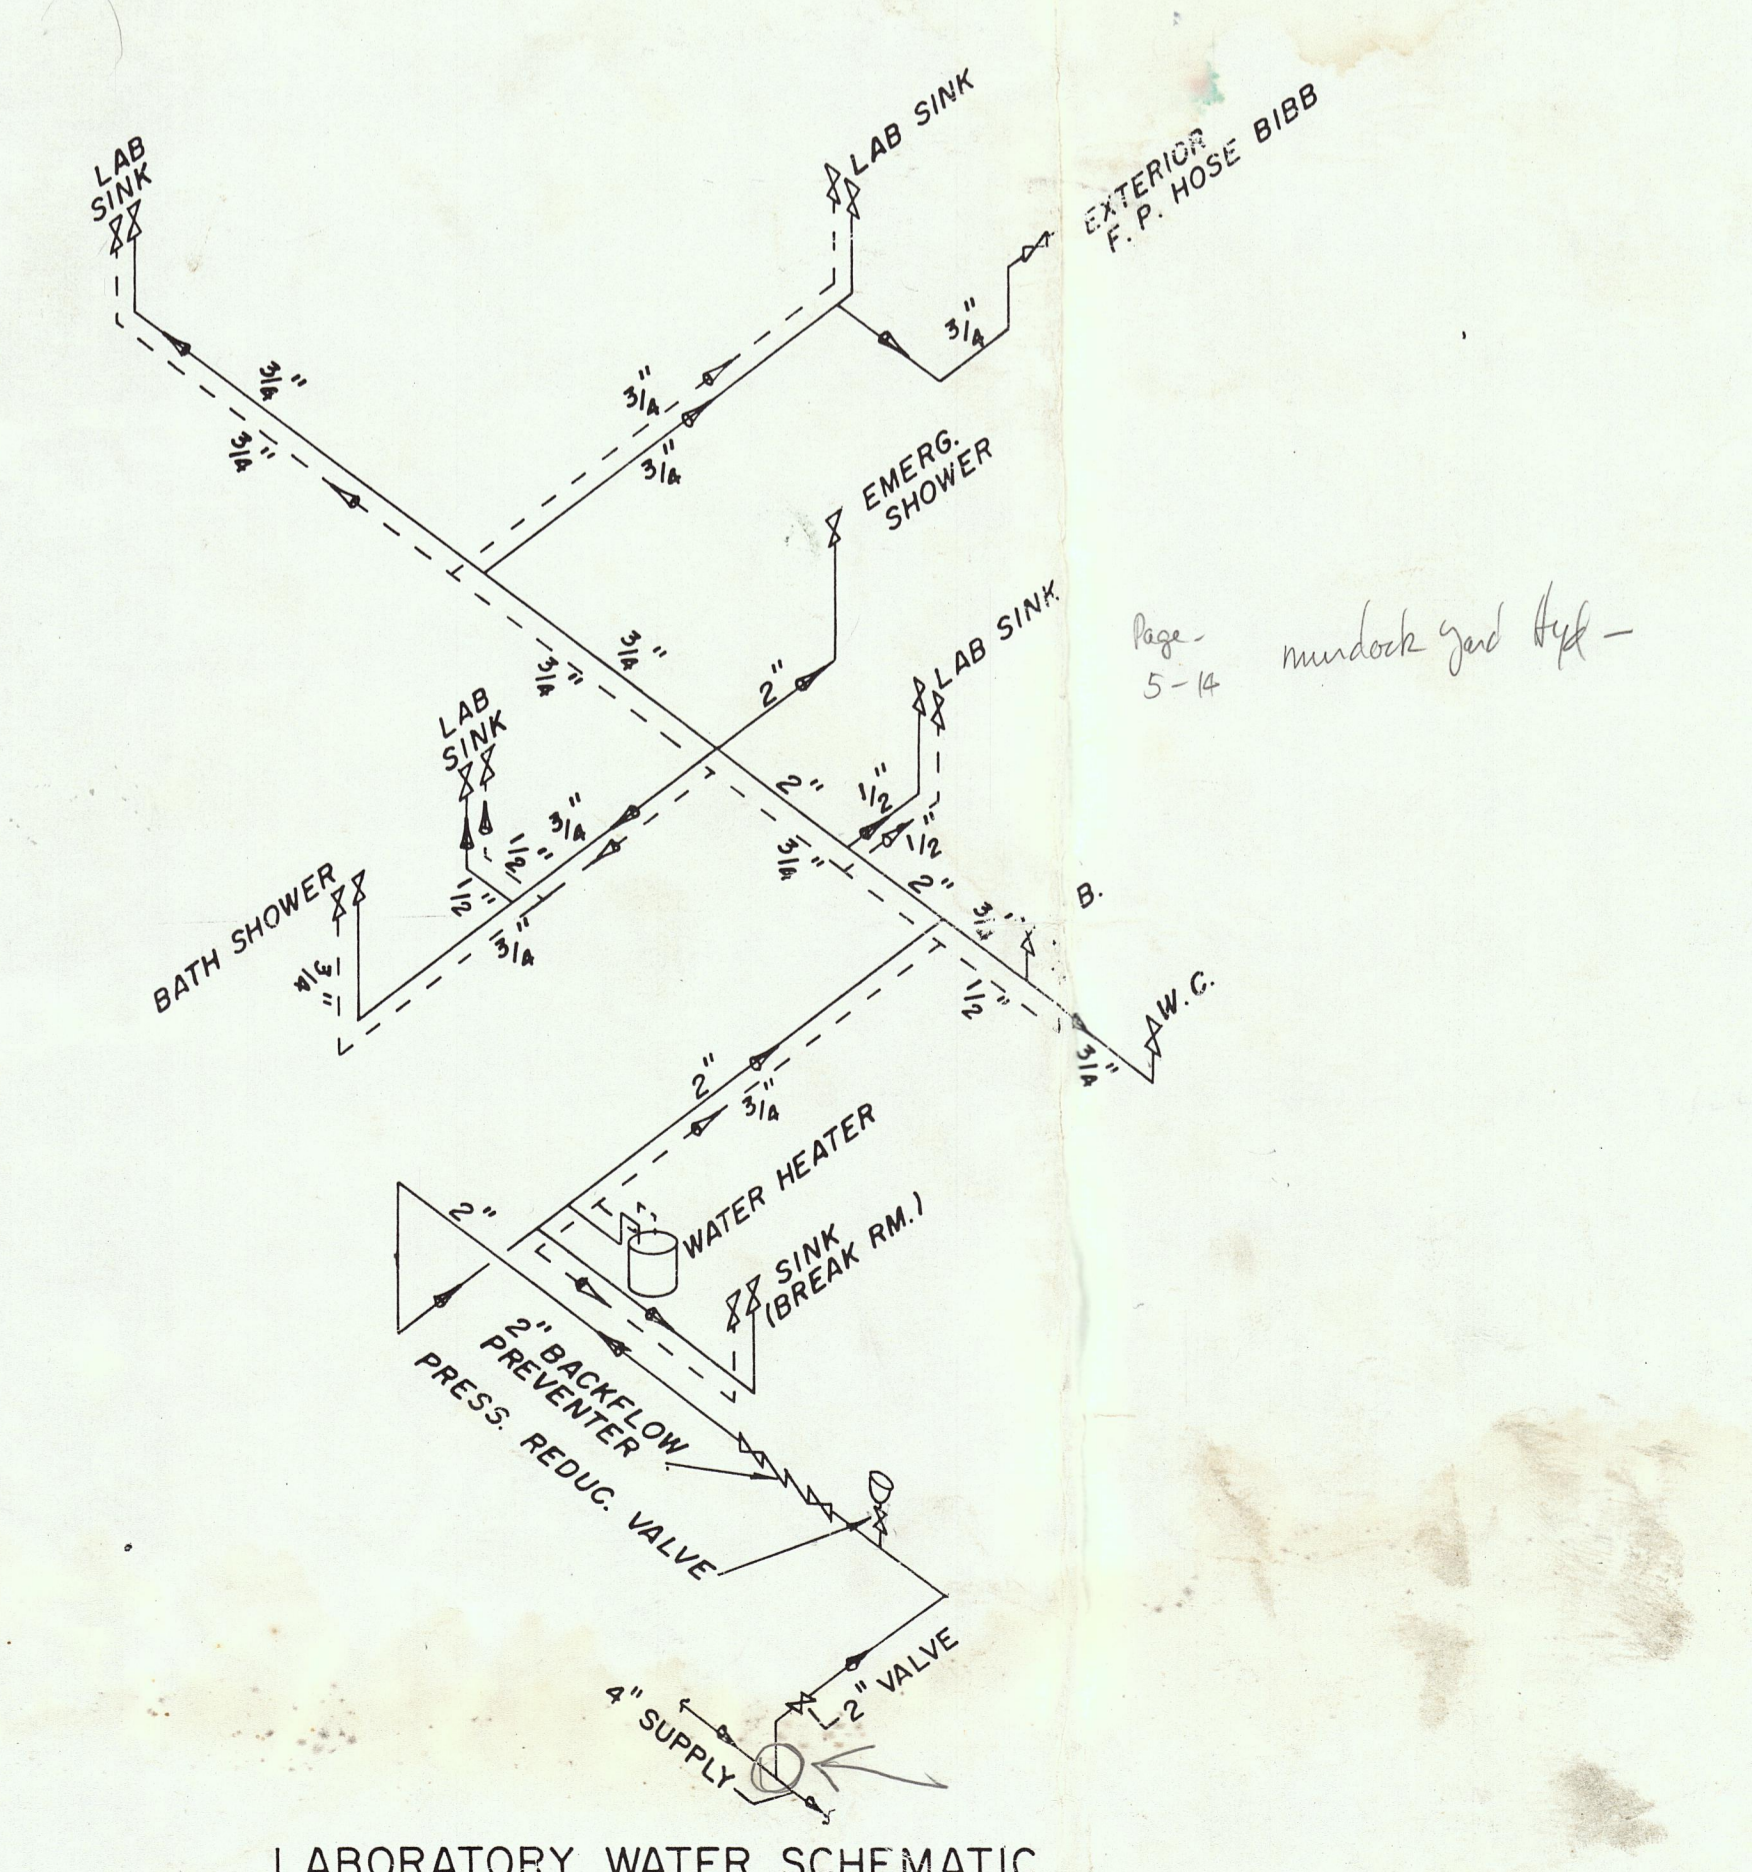 LAB SINK
LAB
SINK
EXTERIOR
F. P. HOSE BIBB
3/4"
3/4"
3/4"
3/4"
3/4"
EMERG.
SHOWER
LAB SINK
Page-
5-14
murdock yard Hyd -
3/4"
3/4"
2"
LAB
SINK
2"
1/2"
1/2"
3/4"
1/2"
3/4"
2"
3/4"
B.
1/2"
3/4"
BATH SHOWER
3/4"
1/2"
W.C.
3/4"
2"
3/4"
WATER HEATER
2"
SINK
(BREAK RM.)
2" BACKFLOW
PREVENTER
PRESS. REDUC. VALVE
2" VALVE
4" SUPPLY
LABORATORY WATER SCHEMATIC